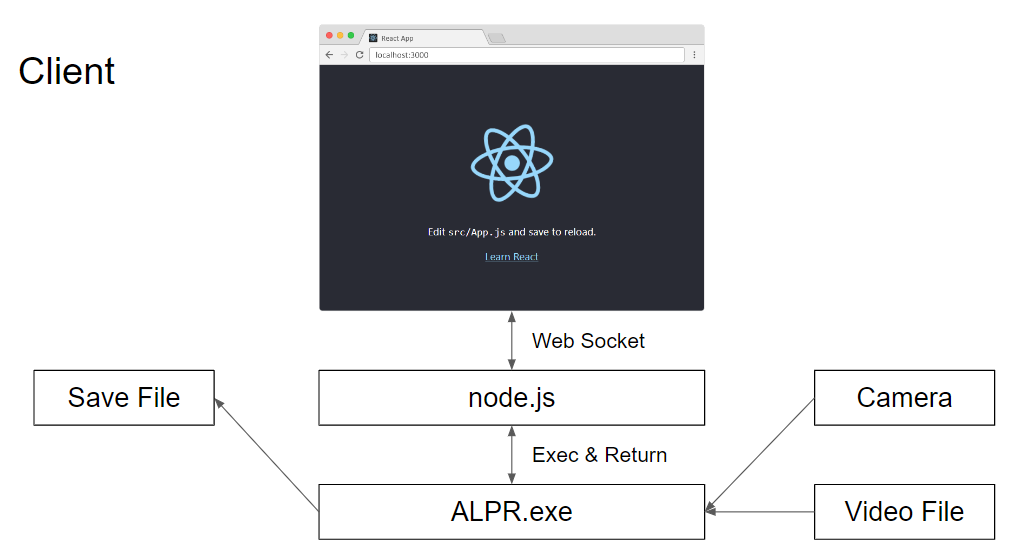 Client
React App
localhost:3000
Edit src/App.js and save to reload.
Learn React
Web Socket
Save File
node.js
Camera
Exec & Return
ALPR.exe
Video File